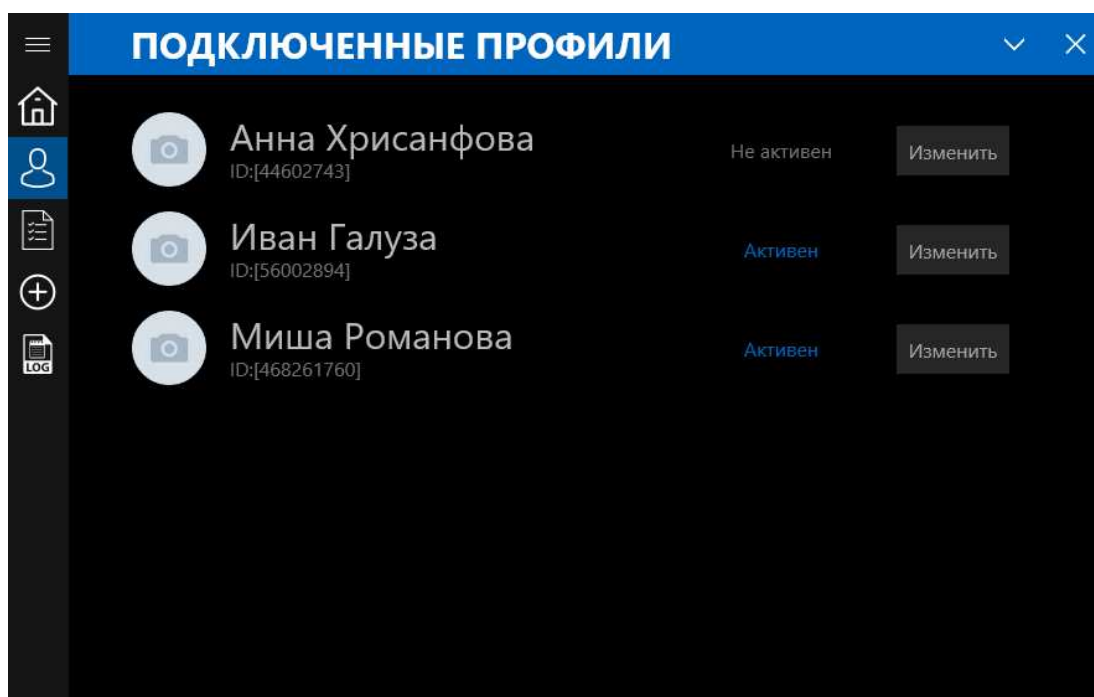 ПОДКЛЮЧЕННЫЕ ПРОФИЛИ
Анна Хрисанфова
ID:[44602743]
Не активен
Изменить
Иван Галуза
ID:[56002894]
Активен
Изменить
Миша Романова
ID:[468261760]
Активен
Изменить
LOG